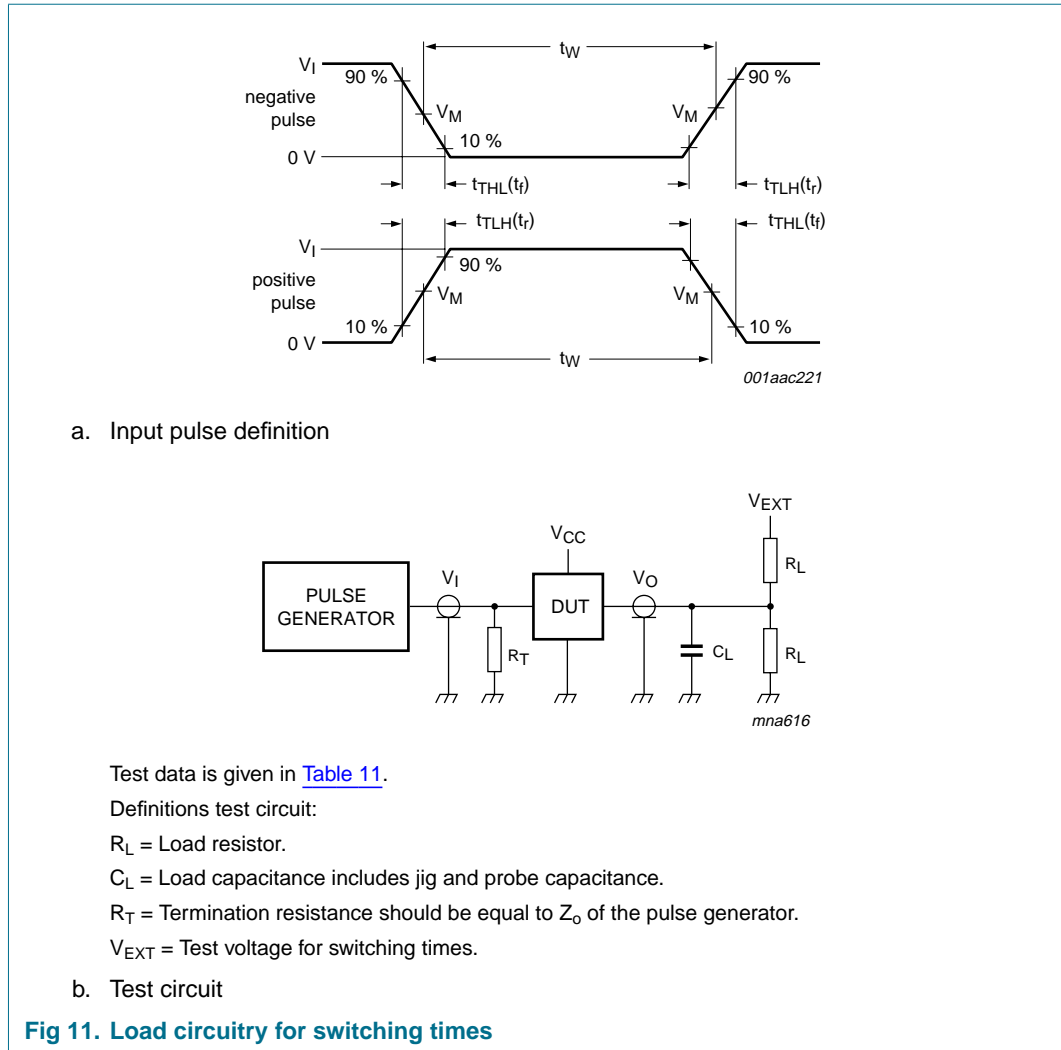 tW
VI
90 %
90 %
negative
pulse
VM
VM
10 %
0 V
tTHL(tf)
tTLH(tr)
tTLH(tr)
tTHL(tf)
VI
90 %
positive
pulse
VM
VM
10 %
10 %
0 V
tW
001aac221
a. Input pulse definition
VEXT
VCC
RL
VI
VO
PULSE
GENERATOR
DUT
RT
CL
RL
mna616
Test data is given in Table 11.
Definitions test circuit:
RL = Load resistor.
CL = Load capacitance includes jig and probe capacitance.
RT = Termination resistance should be equal to Zo of the pulse generator.
VEXT = Test voltage for switching times.
b. Test circuit
Fig 11. Load circuitry for switching times